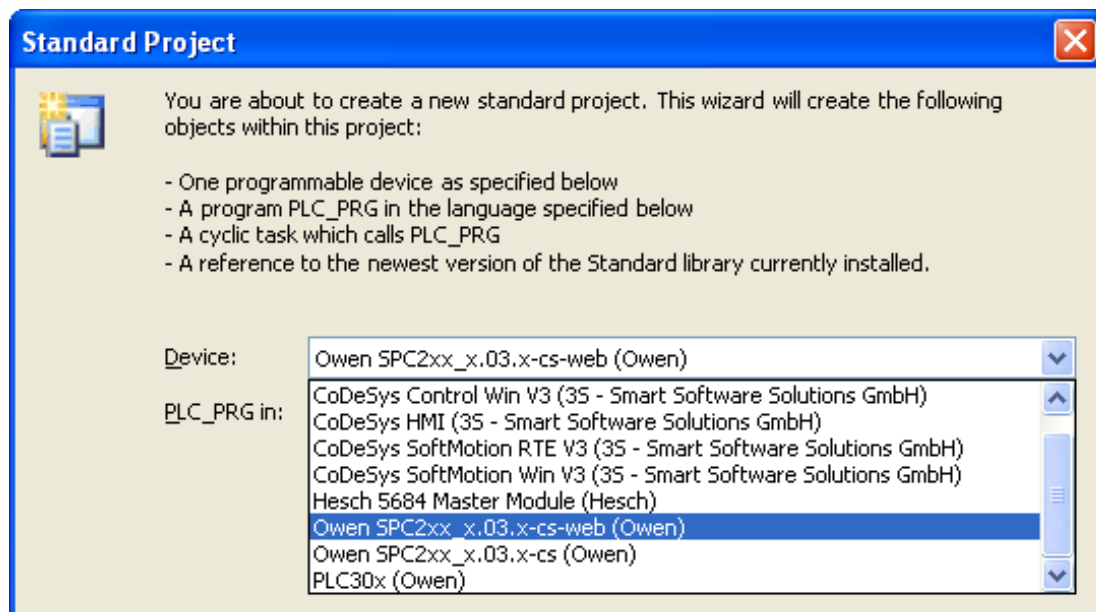 Standard Project
You are about to create a new standard project. This wizard will create the following
objects within this project:
- One programmable device as specified below
- A program PLC_PRG in the language specified below
- A cyclic task which calls PLC_PRG
- A reference to the newest version of the Standard library currently installed.
Device: Owen SPC2xx_x.03.x-cs-web (Owen)
PLC_PRG in:
CoDeSys Control Win V3 (3S - Smart Software Solutions GmbH)
CoDeSys HMI (3S - Smart Software Solutions GmbH)
CoDeSys SoftMotion RTE V3 (3S - Smart Software Solutions GmbH)
CoDeSys SoftMotion Win V3 (3S - Smart Software Solutions GmbH)
Hesch 5684 Master Module (Hesch)
Owen SPC2xx_x.03.x-cs-web (Owen)
Owen SPC2xx_x.03.x-cs (Owen)
PLC30x (Owen)